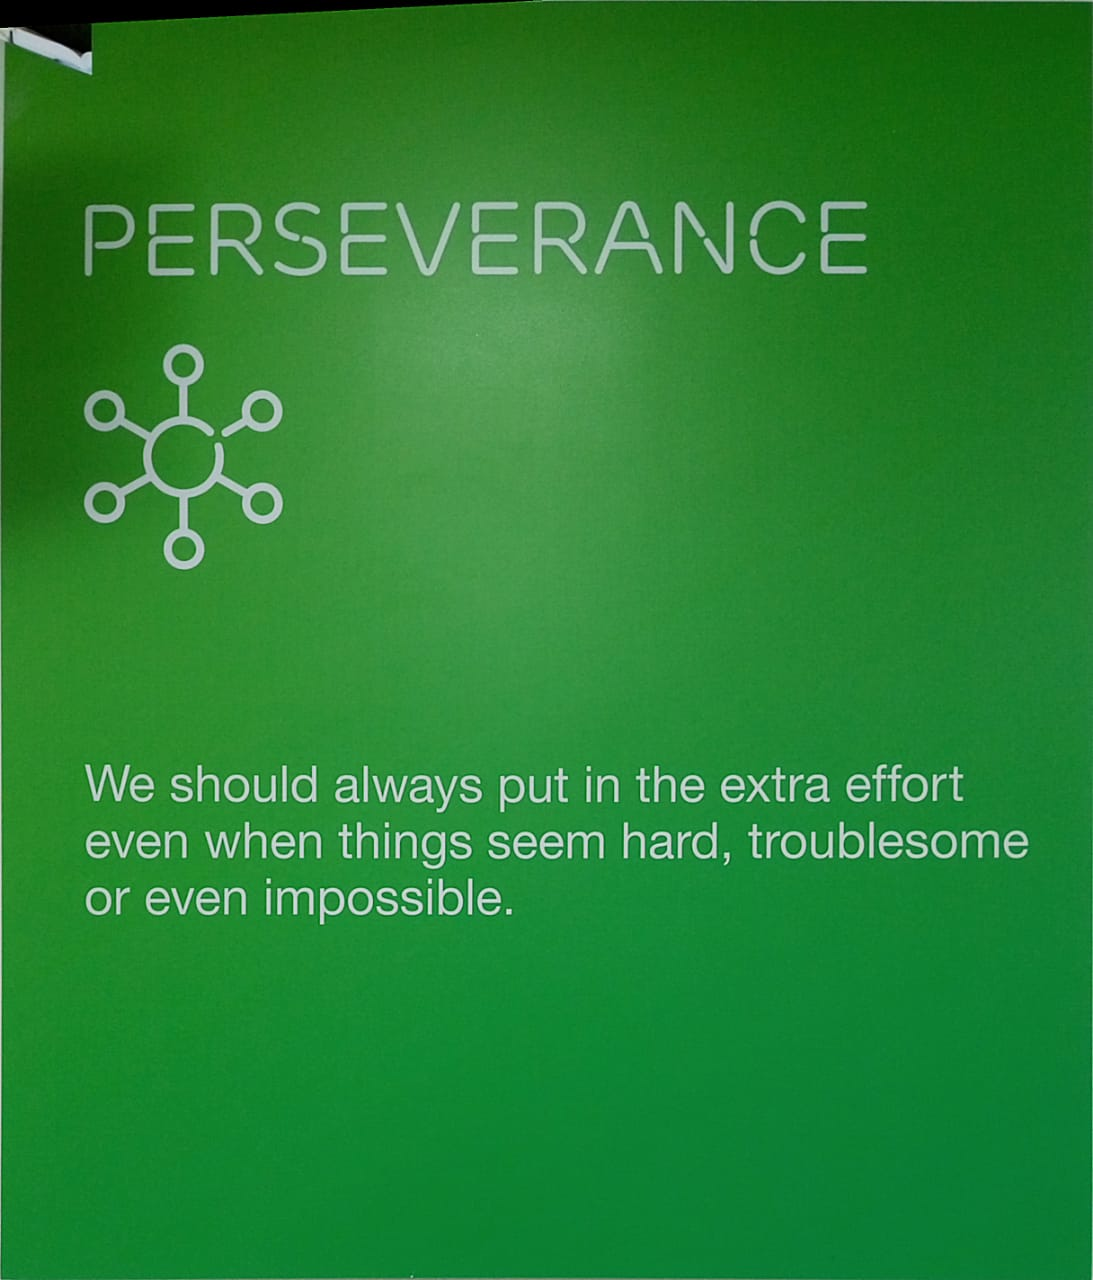 PERSEVERANCE
We should always put in the extra effort
even when things seem hard, troublesome
or even impossible.